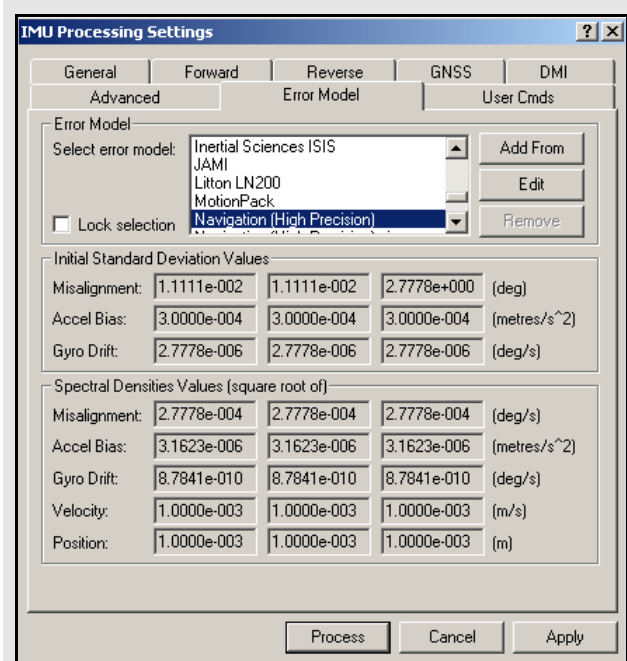 IMU Processing Settings
General Forward Reverse GNSS DMI
Advanced Error Model User Cmds
Error Model
Select error model:
Inertial Sciences ISIS
JAMI
Litton LN200
MotionPack
Navigation (High Precision)
Add From
Edit
Remove
Lock selection
Initial Standard Deviation Values
Misalignment: 1.1111e-002 1.1111e-002 2.7778e+000 (deg)
Accel Bias: 3.0000e-004 3.0000e-004 3.0000e-004 (metres/s^2)
Gyro Drift: 2.7778e-006 2.7778e-006 2.7778e-006 (deg/s)
Spectral Densities Values (square root of)
Misalignment: 2.7778e-004 2.7778e-004 2.7778e-004 (deg/s)
Accel Bias: 3.1623e-006 3.1623e-006 3.1623e-006 (metres/s^2)
Gyro Drift: 8.7841e-010 8.7841e-010 8.7841e-010 (deg/s)
Velocity: 1.0000e-003 1.0000e-003 1.0000e-003 (m/s)
Position: 1.0000e-003 1.0000e-003 1.0000e-003 (m)
Process Cancel Apply